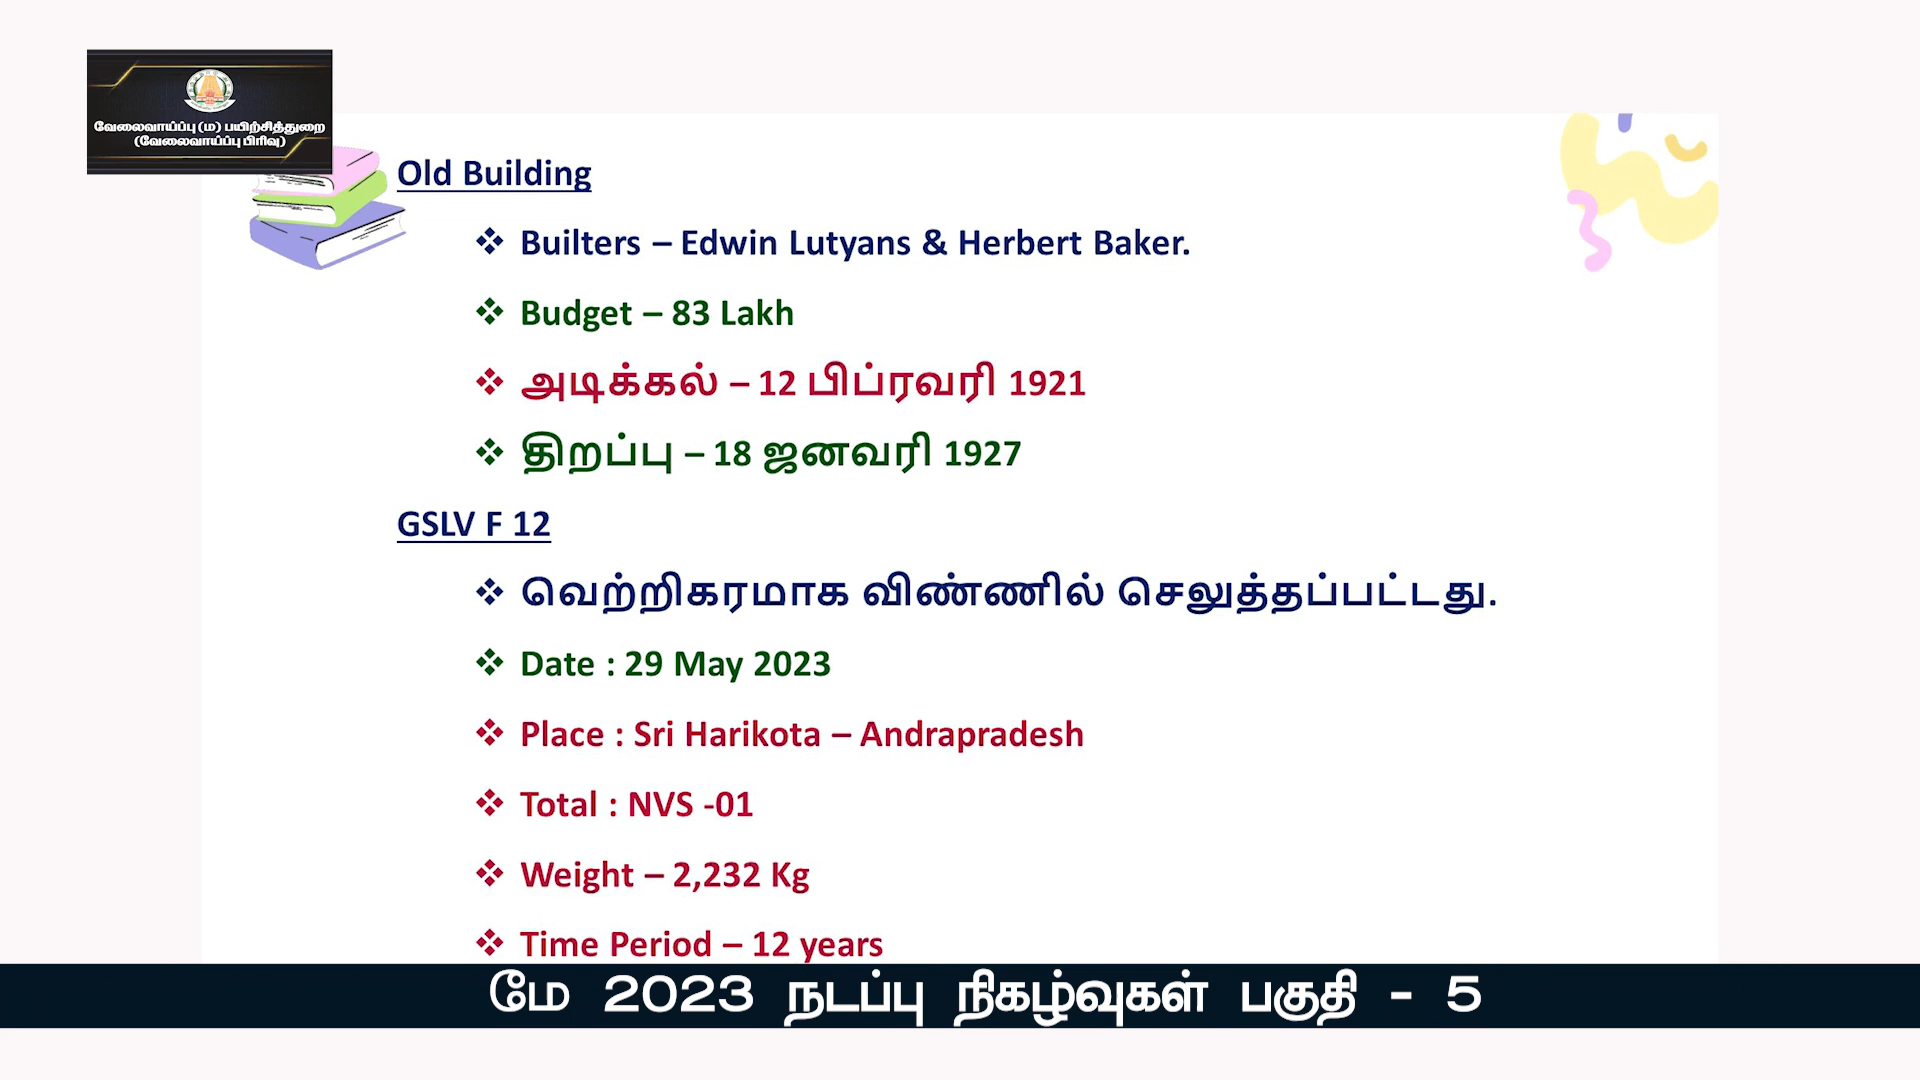 வேலைவாய்ப்பு (ம) பயிற்சித்துறை
(வேலைவாய்ப்பு பிரிவு)
Old Building
❖ Builters – Edwin Lutyans & Herbert Baker.
❖ Budget – 83 Lakh
❖ அடிக்கல் – 12 பிப்ரவரி 1921
❖ திறப்பு – 18 ஜனவரி 1927
GSLV F 12
❖ வெற்றிகரமாக விண்ணில் செலுத்தப்பட்டது.
❖ Date : 29 May 2023
❖ Place : Sri Harikota – Andrapradesh
❖ Total : NVS -01
❖ Weight – 2,232 Kg
❖ Time Period – 12 years
மே 2023 நடப்பு நிகழ்வுகள் பகுதி - 5